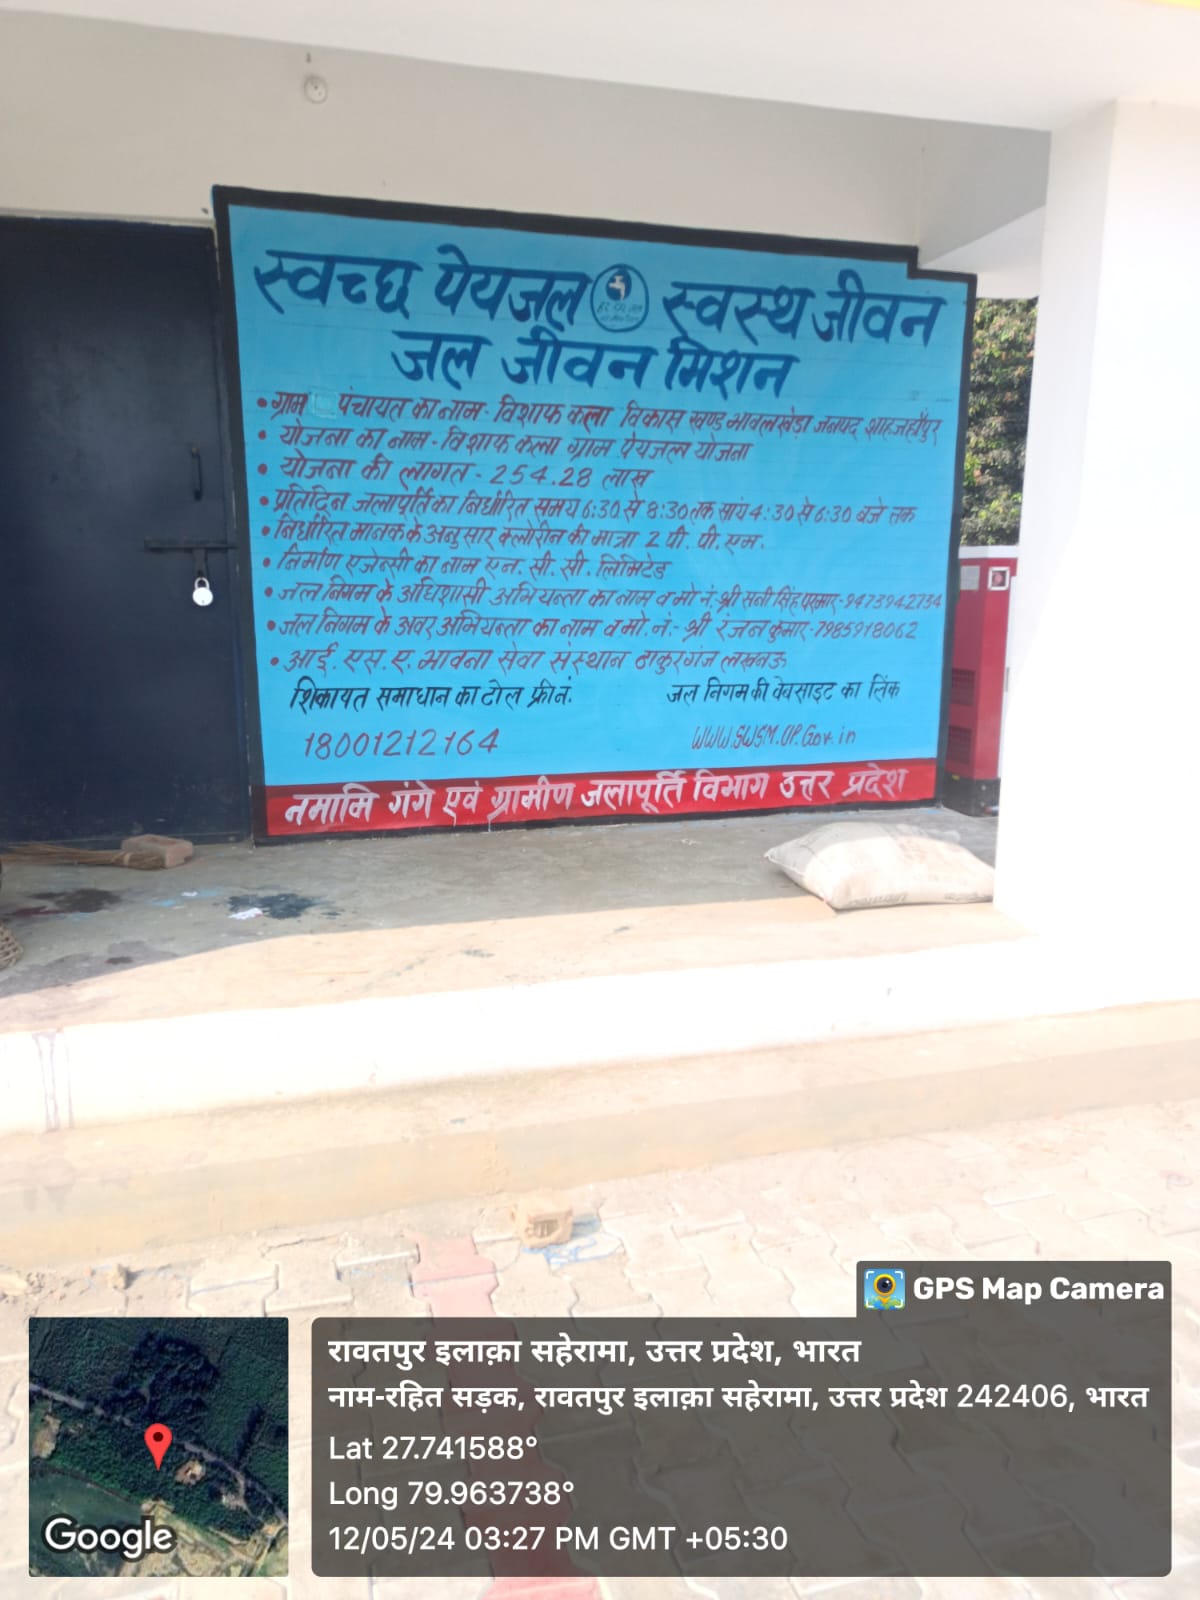 स्वच्छ पेयजल स्वस्थ जीवन
हर घर जल
जल जीवन मिशन
• ग्राम पंचायत का नाम - विशाफ कला विकास खण्ड भावलखेड़ा जनपद शाहजहाँपुर
• योजना का नाम - विशाफ कला ग्राम पेयजल योजना
• योजना की लागत - 254.28 लाख
• प्रतिदिन जलापूर्ति का निर्धारित समय 6:30 से 8:30 तक सायं 4:30 से 6:30 बजे तक
• निर्धारित मानक के अनुसार क्लोरीन की मात्रा 2 पी. पी. एम.
• निर्माण एजेन्सी का नाम एन. सी. सी. लिमिटेड
• जल निगम के अधिशासी अभियन्ता का नाम व मो. नं:- श्री सनी सिंह परमार - 9473942734
• जल निगम के अवर अभियन्ता का नाम व मो. नं:- श्री रंजन कुमार - 7985918062
• आई. एस. ए. भावना सेवा संस्थान ठाकुरगंज लखनऊ
शिकायत समाधान का टोल फ्री नं. जल निगम की वेबसाइट का लिंक
18001212164 WWW.SWSM.UP.Gov.in
नमामि गंगे एवं ग्रामीण जलापूर्ति विभाग उत्तर प्रदेश
GPS Map Camera
रावतपुर इलाक़ा सहेरामा, उत्तर प्रदेश, भारत
नाम-रहित सड़क, रावतपुर इलाक़ा सहेरामा, उत्तर प्रदेश 242406, भारत
Lat 27.741588°
Long 79.963738°
12/05/24 03:27 PM GMT +05:30
Google